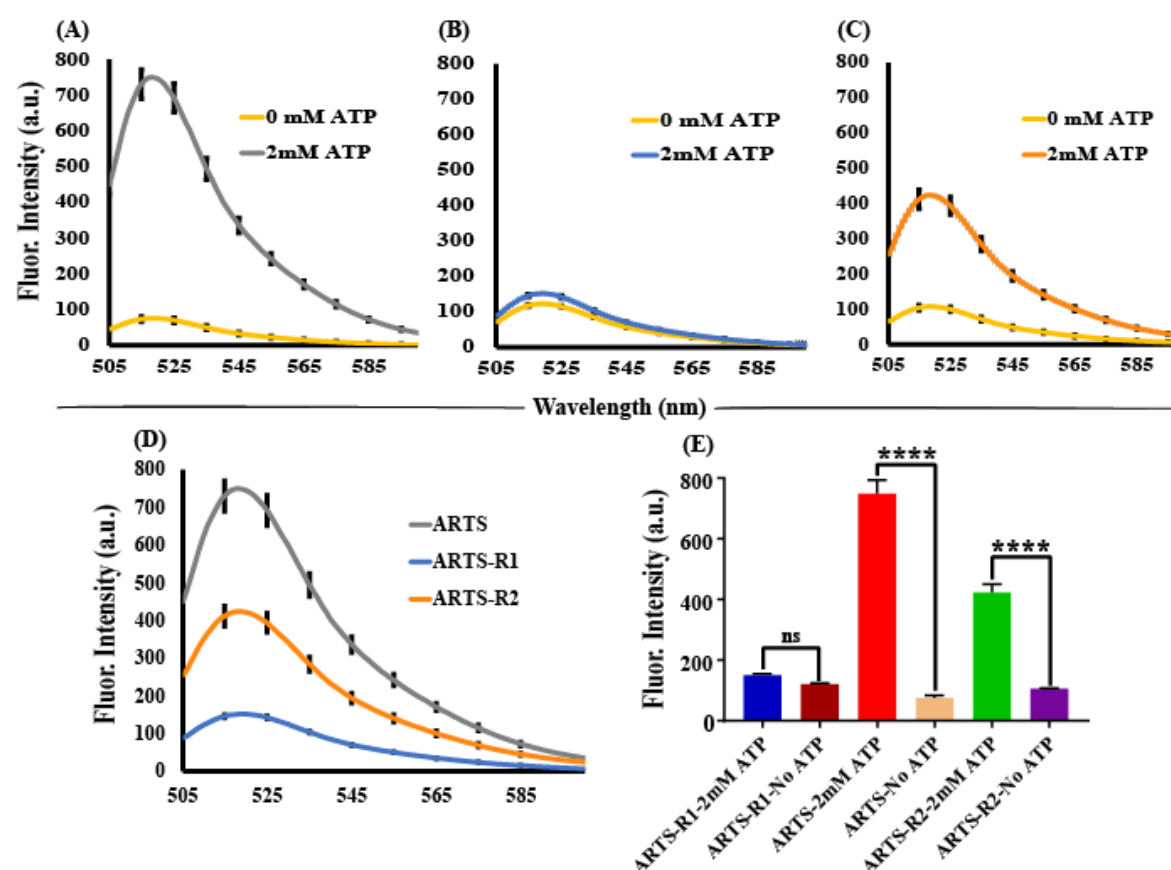 (A)
Fluor. Intensity (a.u.)
800
700
600
500
400
300
200
100
0
0 mM ATP
2mM ATP
505 525 545 565 585
(B)
800
700
600
500
400
300
200
100
0
0 mM ATP
2mM ATP
505 525 545 565 585
(C)
800
700
600
500
400
300
200
100
0
0 mM ATP
2mM ATP
505 525 545 565 585
Wavelength (nm)
(D)
Fluor. Intensity (a.u.)
800
700
600
500
400
300
200
100
0
ARTS
ARTS-R1
ARTS-R2
505 525 545 565 585
(E)
Fluor. Intensity (a.u.)
800
600
400
200
0
ns
****
****
ARTS-R1-2mM ATP
ARTS-R1-No ATP
ARTS-2mM ATP
ARTS-No ATP
ARTS-R2-2mM ATP
ARTS-R2-No ATP